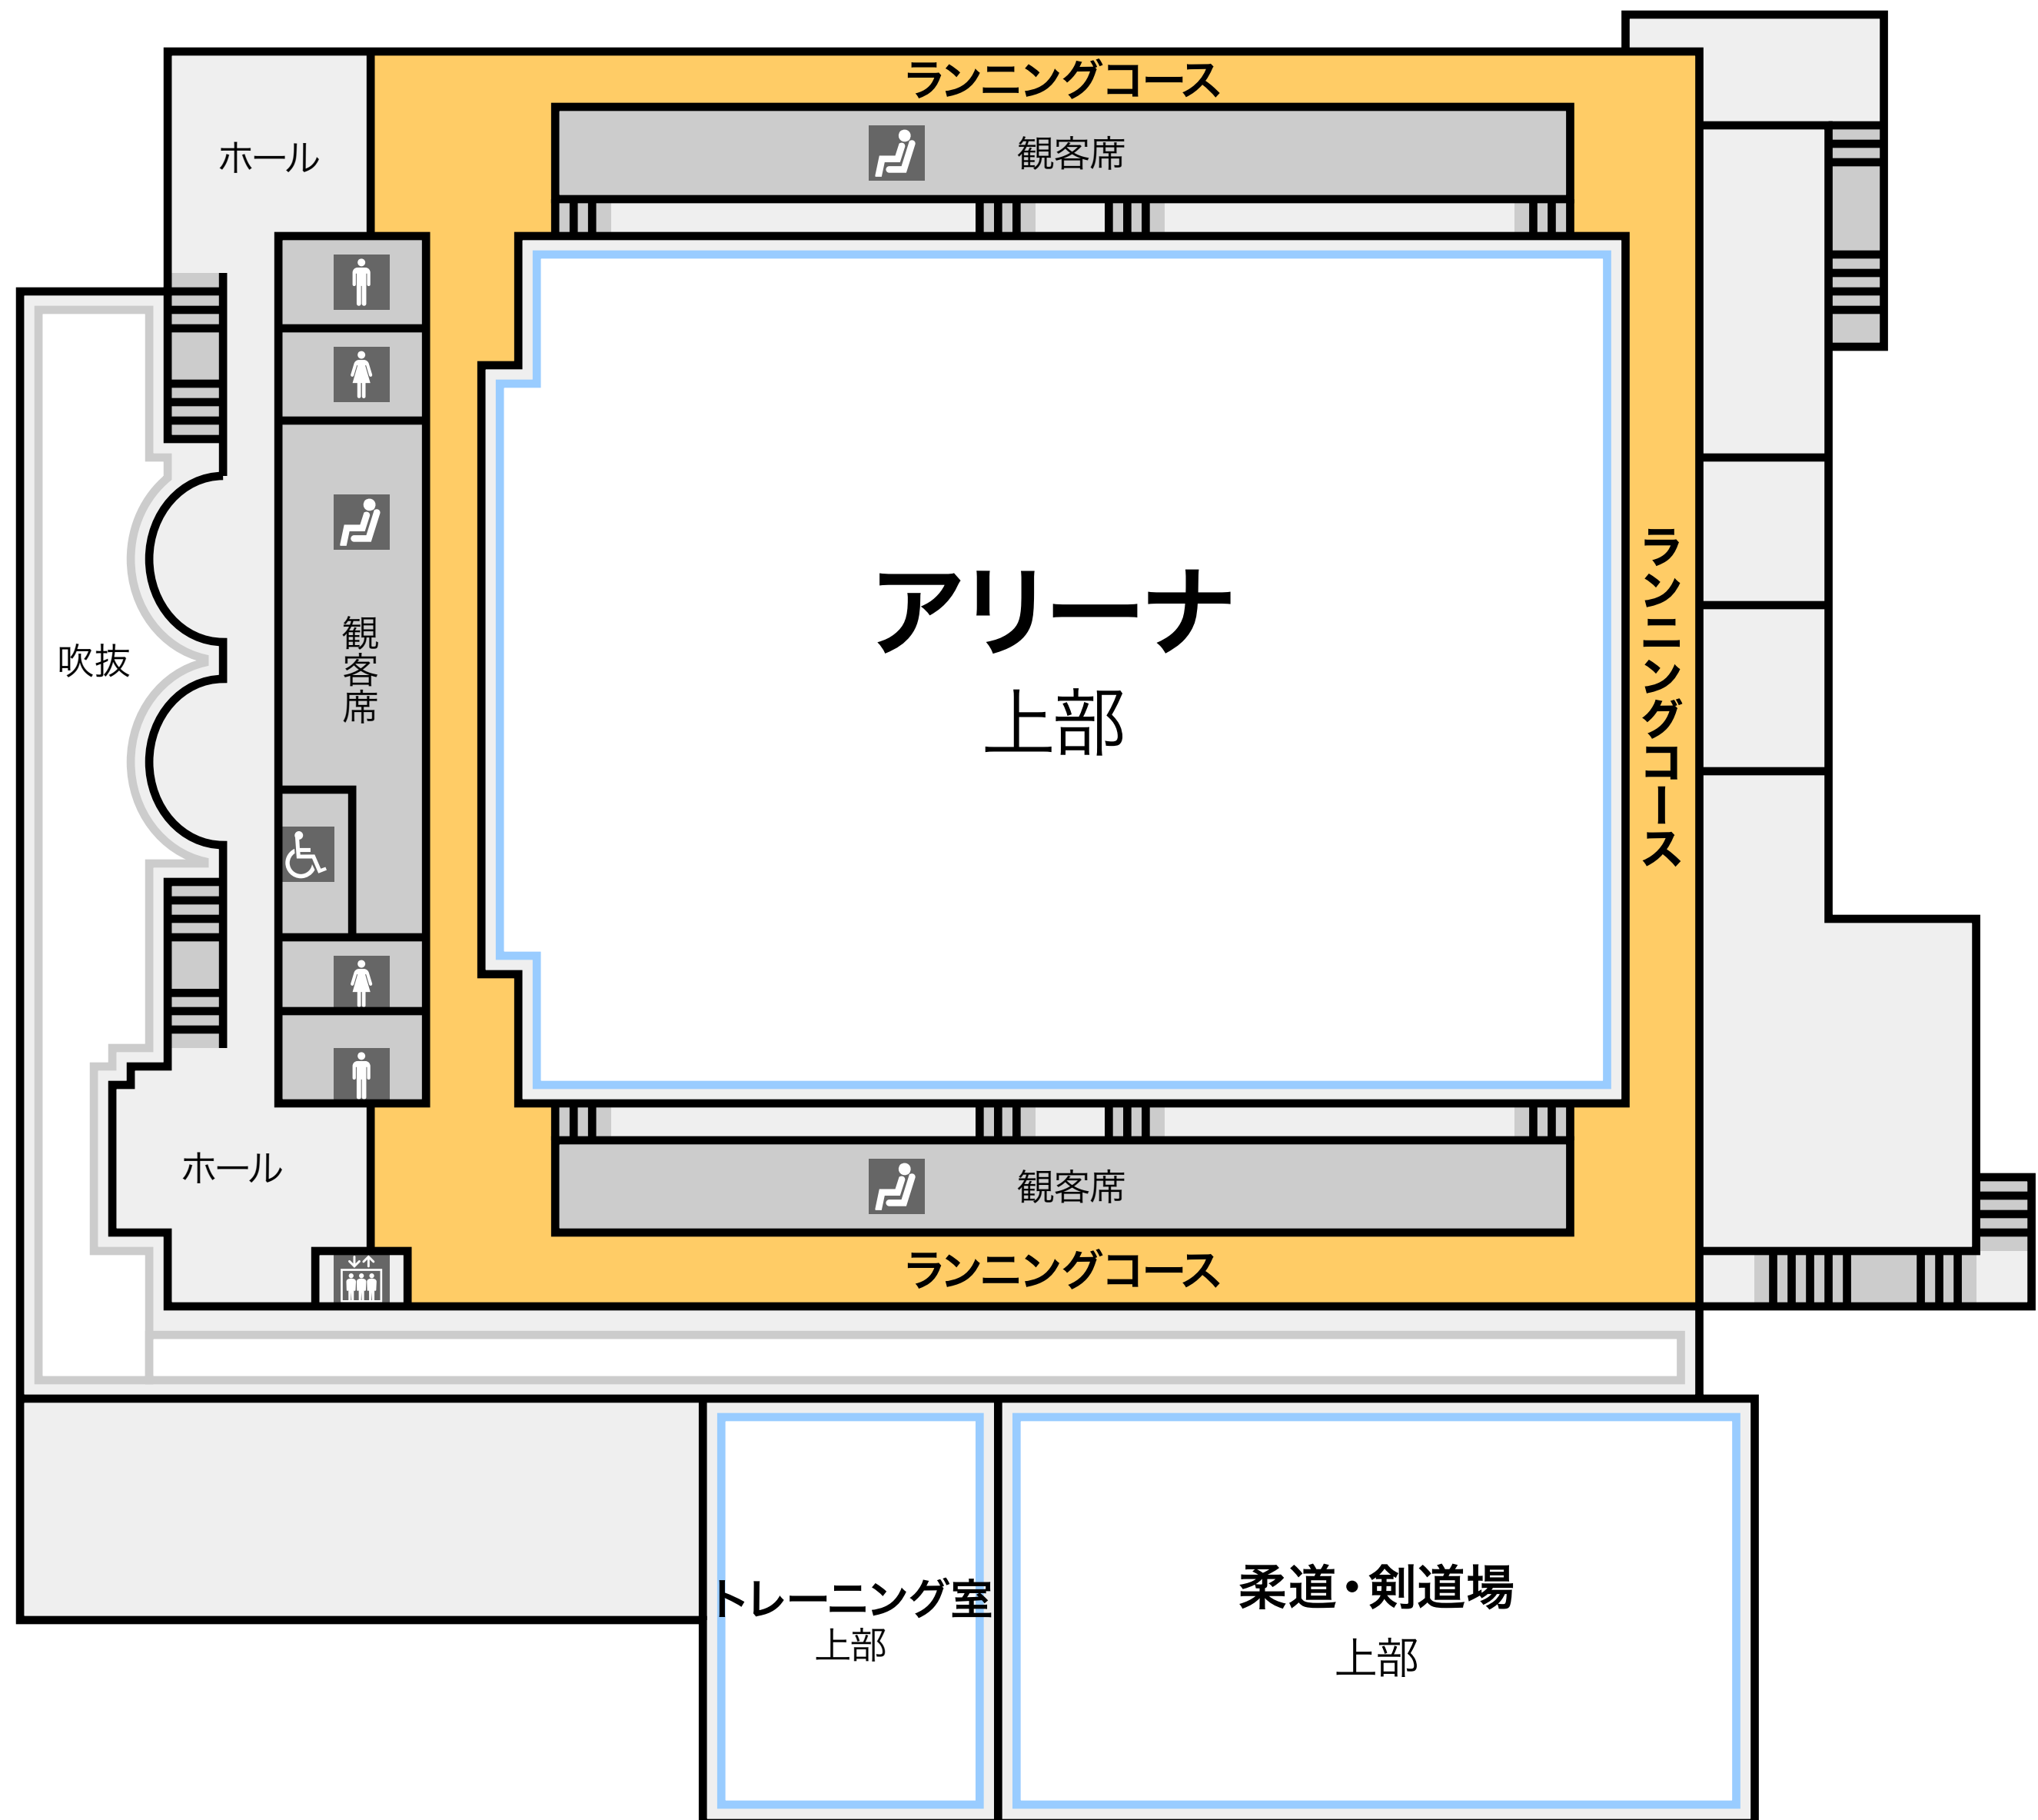 ランニングコース
観客席
ホール
ランニングコース
アリーナ
上部
観客席
吹抜
ホール
観客席
ランニングコース
トレーニング室
上部
柔道・剣道場
上部